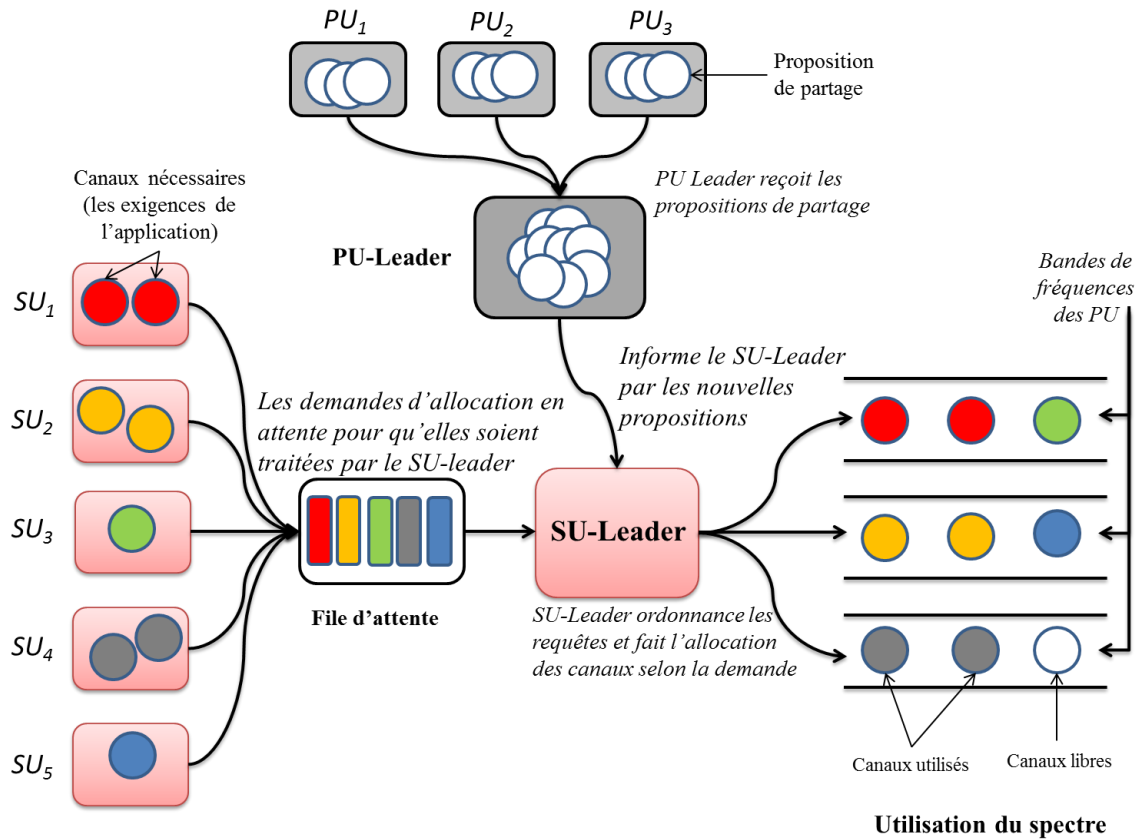 PU1
PU2
PU3
Proposition
de partage
PU Leader reçoit les
propositions de partage
PU-Leader
Canaux nécessaires
(les exigences de
l’application)
SU1
SU2
SU3
SU4
SU5
Les demandes d’allocation en
attente pour qu’elles soient
traitées par le SU-leader
File d’attente
Informe le SU-Leader
par les nouvelles
propositions
SU-Leader
SU-Leader ordonnance les
requêtes et fait l’allocation
des canaux selon la demande
Bandes de
fréquences
des PU
Canaux utilisés
Canaux libres
Utilisation du spectre